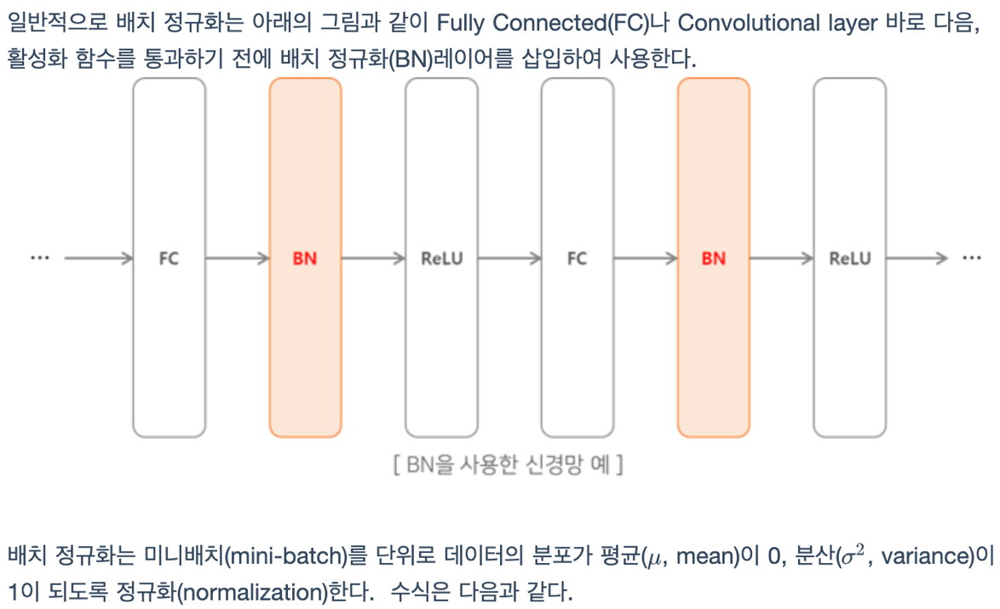 일반적으로 배치 정규화는 아래의 그림과 같이 Fully Connected(FC)나 Convolutional layer 바로 다음,
활성화 함수를 통과하기 전에 배치 정규화(BN)레이어를 삽입하여 사용한다.
... FC BN ReLU FC BN ReLU ...
[ BN을 사용한 신경망 예 ]
배치 정규화는 미니배치(mini-batch)를 단위로 데이터의 분포가 평균(μ, mean)이 0, 분산(σ², variance)이
1이 되도록 정규화(normalization)한다. 수식은 다음과 같다.